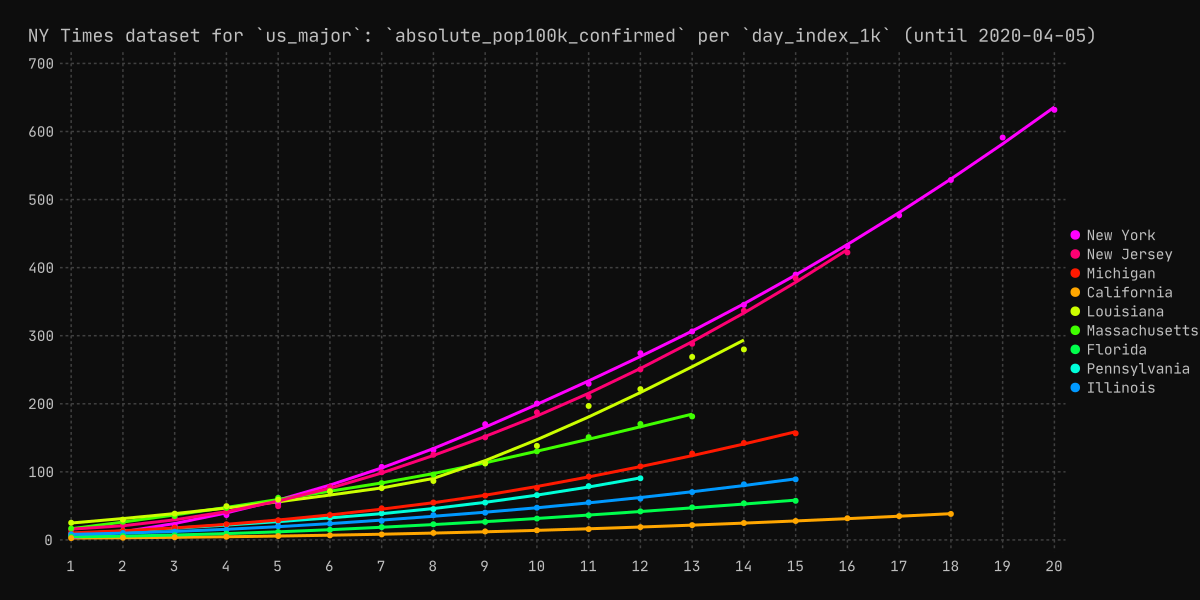 NY Times dataset for `us_major`: `absolute_pop100k_confirmed` per `day_index_1k` (until 2020-04-05)
700
600
500
400
300
200
100
0
New York
New Jersey
Michigan
California
Louisiana
Massachusetts
Florida
Pennsylvania
Illinois
1 2 3 4 5 6 7 8 9 10 11 12 13 14 15 16 17 18 19 20